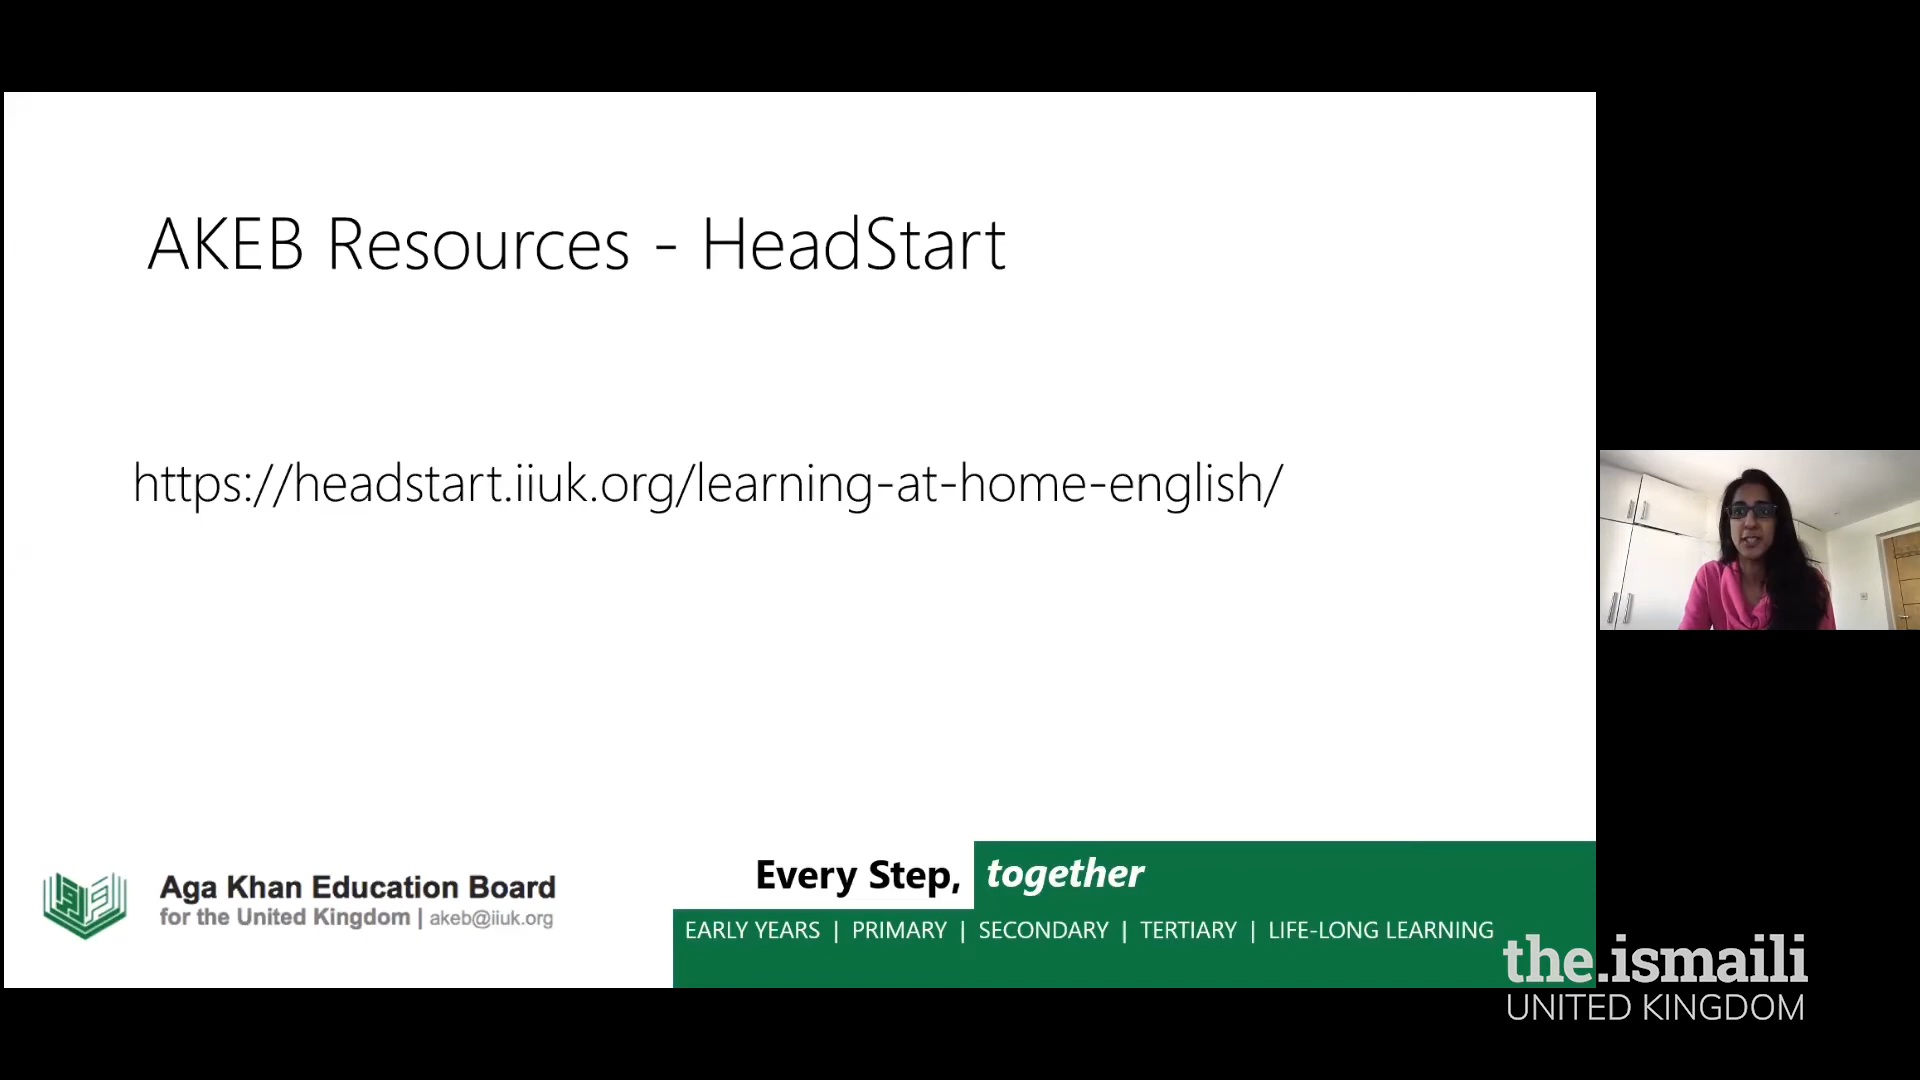 AKEB Resources - HeadStart
https://headstart.iiuk.org/learning-at-home-english/
Aga Khan Education Board
for the United Kingdom | akeb@iiuk.org
Every Step, together
EARLY YEARS | PRIMARY | SECONDARY | TERTIARY | LIFE-LONG LEARNING
the.ismaili
UNITED KINGDOM